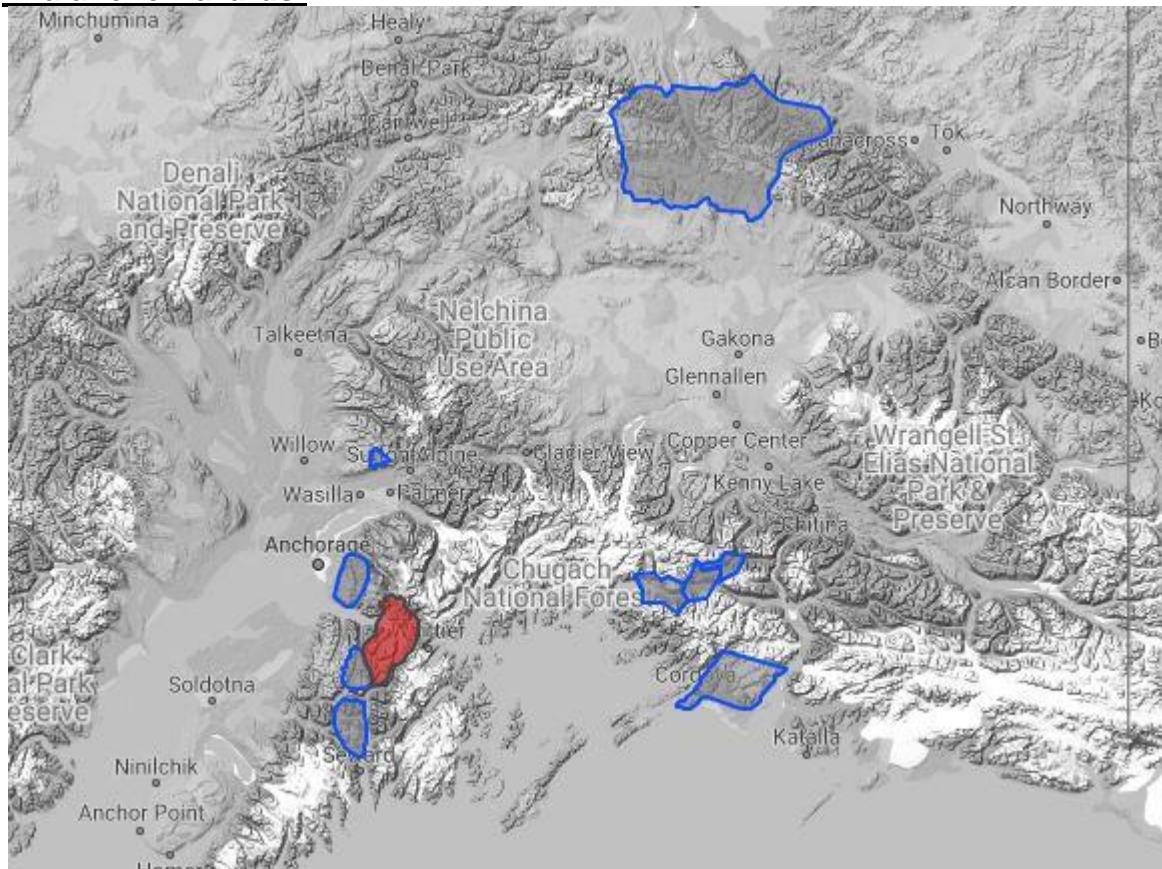 Minchumina
Healy
Denali Park
Cantwell
Tok
Denali
National Park
and Preserve
Northway
Alcan Border
Nelchina
Public
Use Area
Talkeetna
Gakona
Glennallen
Willow
Alpine
Glacier View
Copper Center
Wrangell-St.
Elias National
Park &
Preserve
Wasilla
Palmer
Kenny Lake
Chitina
Anchorage
Chugach
National Fores
Clark
al Park
eserve
Soldotna
Cordova
Katalla
Seward
Ninilchik
Anchor Point